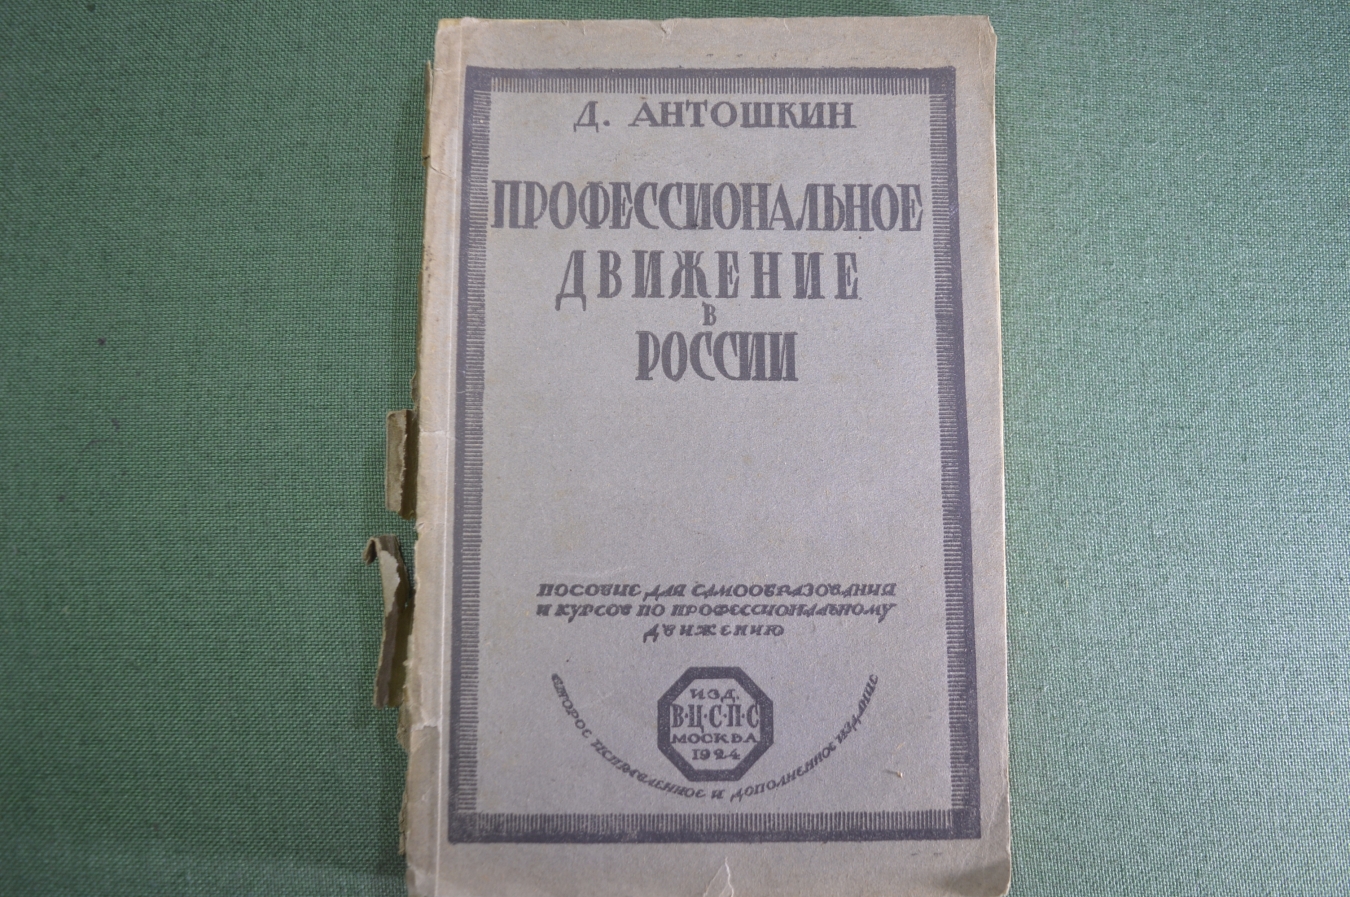 Д. АНТОШКИН
ПРОФЕССИОНАЛЬНОЕ
ДВИЖЕНИЕ
В
РОССИИ
ПОСОБИЕ ДЛЯ САМООБРАЗОВАНИЯ
И КУРСОВ ПО ПРОФЕССИОНАЛЬНОМУ
ДВИЖЕНИЮ
ИЗД.
В·Ц·С·П·С
МОСКВА
1924
ВТОРОЕ ИСПРАВЛЕННОЕ И ДОПОЛНЕННОЕ ИЗДАНИЕ